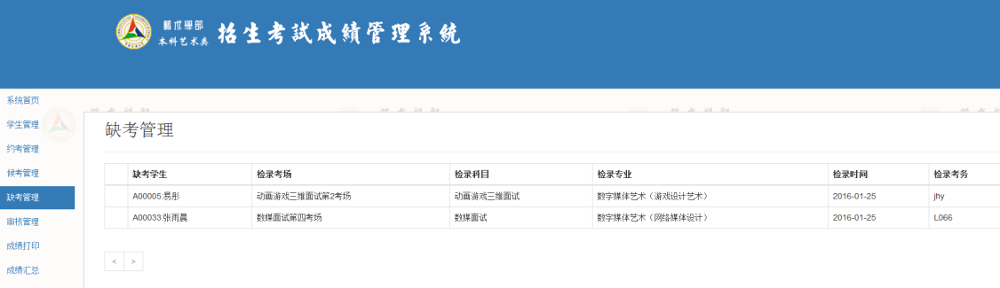 藝朮學部
本科艺术类
招生考試成績管理系統
系统首页
学生管理
约考管理
候考管理
缺考管理
审核管理
成绩打印
成绩汇总
缺考管理
缺考学生 检录考场 检录科目 检录专业 检录时间 检录考务
A00005:易彤 动画游戏三维面试第2考场 动画游戏三维面试 数字媒体艺术（游戏设计艺术） 2016-01-25 jhy
A00033:张雨晨 数媒面试第四考场 数媒面试 数字媒体艺术（网络媒体设计） 2016-01-25 L066
< >